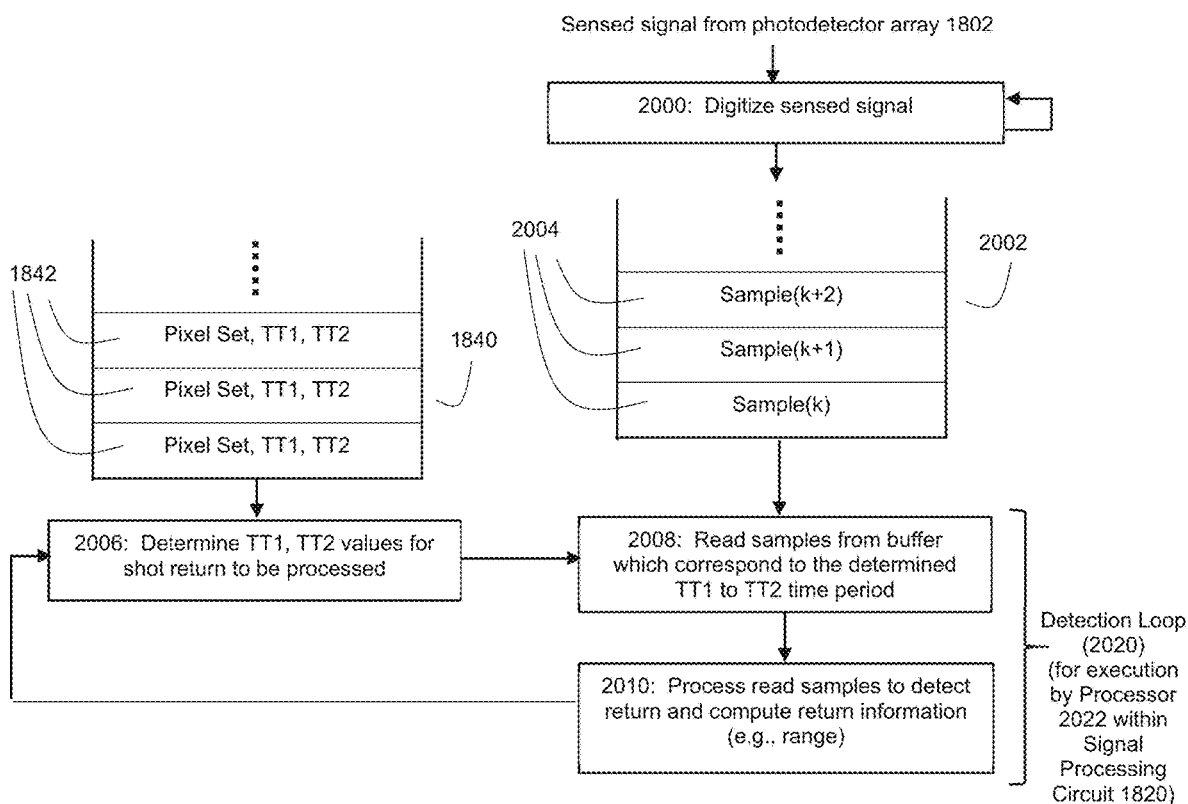 Sensed signal from photodetector array 1802
2000: Digitize sensed signal
2004
2002
Sample(k+2)
Sample(k+1)
Sample(k)
1842
1840
Pixel Set, TT1, TT2
Pixel Set, TT1, TT2
Pixel Set, TT1, TT2
2006: Determine TT1, TT2 values for
shot return to be processed
2008: Read samples from buffer
which correspond to the determined
TT1 to TT2 time period
2010: Process read samples to detect
return and compute return information
(e.g., range)
Detection Loop
(2020)
(for execution
by Processor
2022 within
Signal
Processing
Circuit 1820)